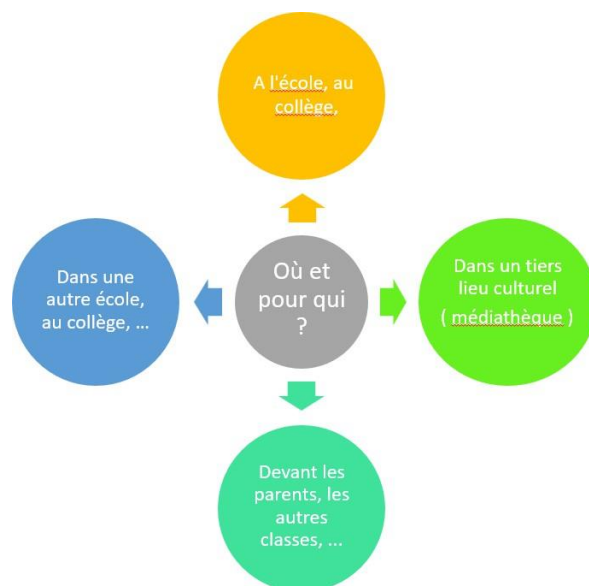 A l'école, au
collège,
Dans une
autre école,
au collège, ...
Où et
pour qui
?
Dans un tiers
lieu culturel
( médiathèque )
Devant les
parents, les
autres
classes, ...